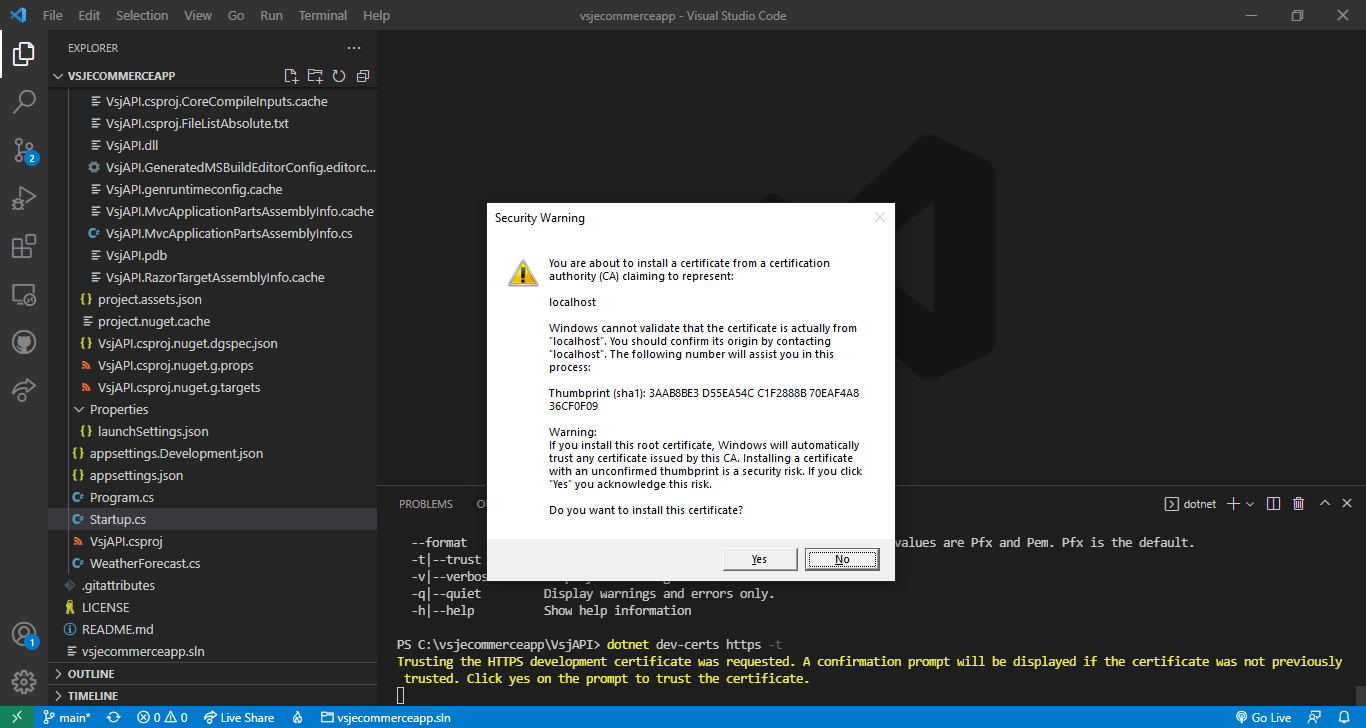 File Edit Selection View Go Run Terminal Help
vsjecommerceapp - Visual Studio Code
EXPLORER
VSJECOMMERCEAPP
VsjAPI.csproj.CoreCompileInputs.cache
VsjAPI.csproj.FileListAbsolute.txt
VsjAPI.dll
VsjAPI.GeneratedMSBuildEditorConfig.editorc...
VsjAPI.genruntimeconfig.cache
VsjAPI.MvcApplicationPartsAssemblyInfo.cache
VsjAPI.MvcApplicationPartsAssemblyInfo.cs
VsjAPI.pdb
VsjAPI.RazorTargetAssemblyInfo.cache
project.assets.json
project.nuget.cache
VsjAPI.csproj.nuget.dgspec.json
VsjAPI.csproj.nuget.g.props
VsjAPI.csproj.nuget.g.targets
Properties
launchSettings.json
appsettings.Development.json
appsettings.json
Program.cs
Startup.cs
VsjAPI.csproj
WeatherForecast.cs
.gitattributes
LICENSE
README.md
vsjecommerceapp.sln
OUTLINE
TIMELINE
2
1
Security Warning
You are about to install a certificate from a certification
authority (CA) claiming to represent:
localhost
Windows cannot validate that the certificate is actually from
"localhost". You should confirm its origin by contacting
"localhost". The following number will assist you in this
process:
Thumbprint (sha1): 3AAB8BE3 D55EA54C C1F2888B 70EAF4A8
36CF0F09
Warning:
If you install this root certificate, Windows will automatically
trust any certificate issued by this CA. Installing a certificate
with an unconfirmed thumbprint is a security risk. If you click
"Yes" you acknowledge this risk.
Do you want to install this certificate?
Yes No
PROBLEMS
dotnet
--format values are Pfx and Pem. Pfx is the default.
-t|--trust
-v|--verbos
-q|--quiet Display warnings and errors only.
-h|--help Show help information
PS C:\vsjecommerceapp\VsjAPI> dotnet dev-certs https -t
Trusting the HTTPS development certificate was requested. A confirmation prompt will be displayed if the certificate was not previously
trusted. Click yes on the prompt to trust the certificate.
main* 0 0 Live Share vsjecommerceapp.sln Go Live